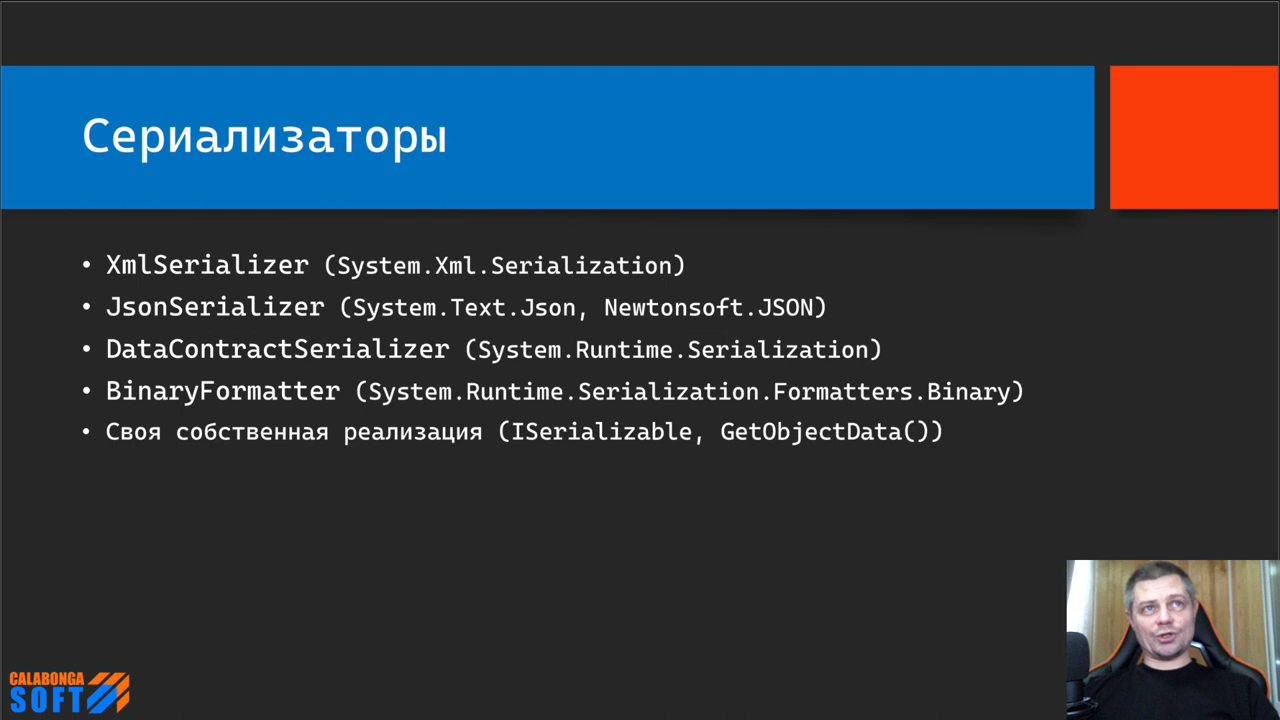 Сериализаторы
• XmlSerializer (System.Xml.Serialization)
• JsonSerializer (System.Text.Json, Newtonsoft.JSON)
• DataContractSerializer (System.Runtime.Serialization)
• BinaryFormatter (System.Runtime.Serialization.Formatters.Binary)
• Своя собственная реализация (ISerializable, GetObjectData())
CALABONGA
SOFT